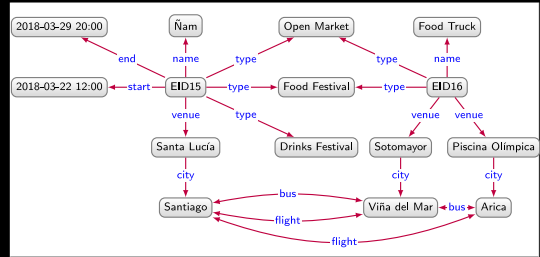 2018-03-29 20:00 Ñam Open Market Food Truck
end name type type name
2018-03-22 12:00 start EID15 type Food Festival type EID16
venue type venue venue
Santa Lucía Drinks Festival Sotomayor Piscina Olímpica
city city city
bus
Santiago Viña del Mar bus Arica
flight
flight